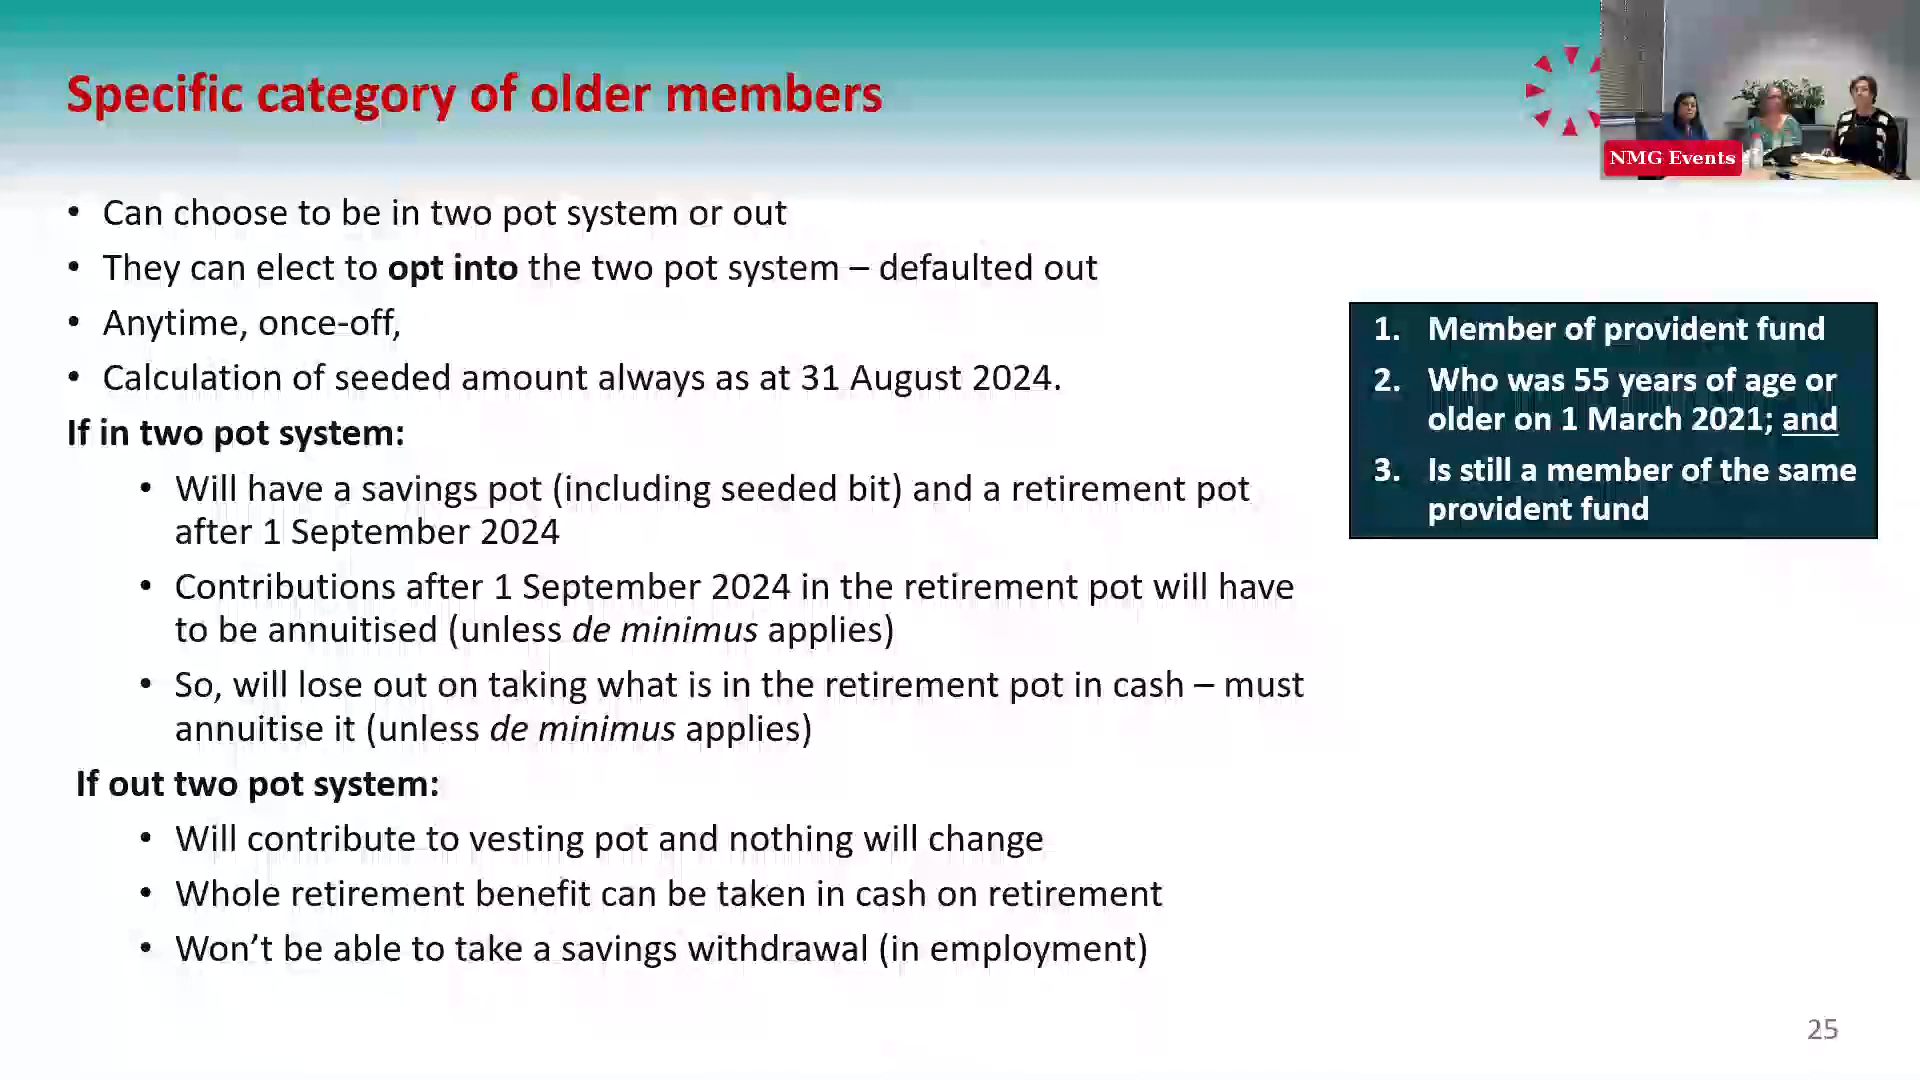 Specific category of older members
NMG Events
• Can choose to be in two pot system or out
• They can elect to opt into the two pot system – defaulted out
• Anytime, once-off,
• Calculation of seeded amount always as at 31 August 2024.
If in two pot system:
• Will have a savings pot (including seeded bit) and a retirement pot
after 1 September 2024
• Contributions after 1 September 2024 in the retirement pot will have
to be annuitised (unless de minimus applies)
• So, will lose out on taking what is in the retirement pot in cash – must
annuitise it (unless de minimus applies)
If out two pot system:
• Will contribute to vesting pot and nothing will change
• Whole retirement benefit can be taken in cash on retirement
• Won’t be able to take a savings withdrawal (in employment)
1. Member of provident fund
2. Who was 55 years of age or
older on 1 March 2021; and
3. Is still a member of the same
provident fund
25